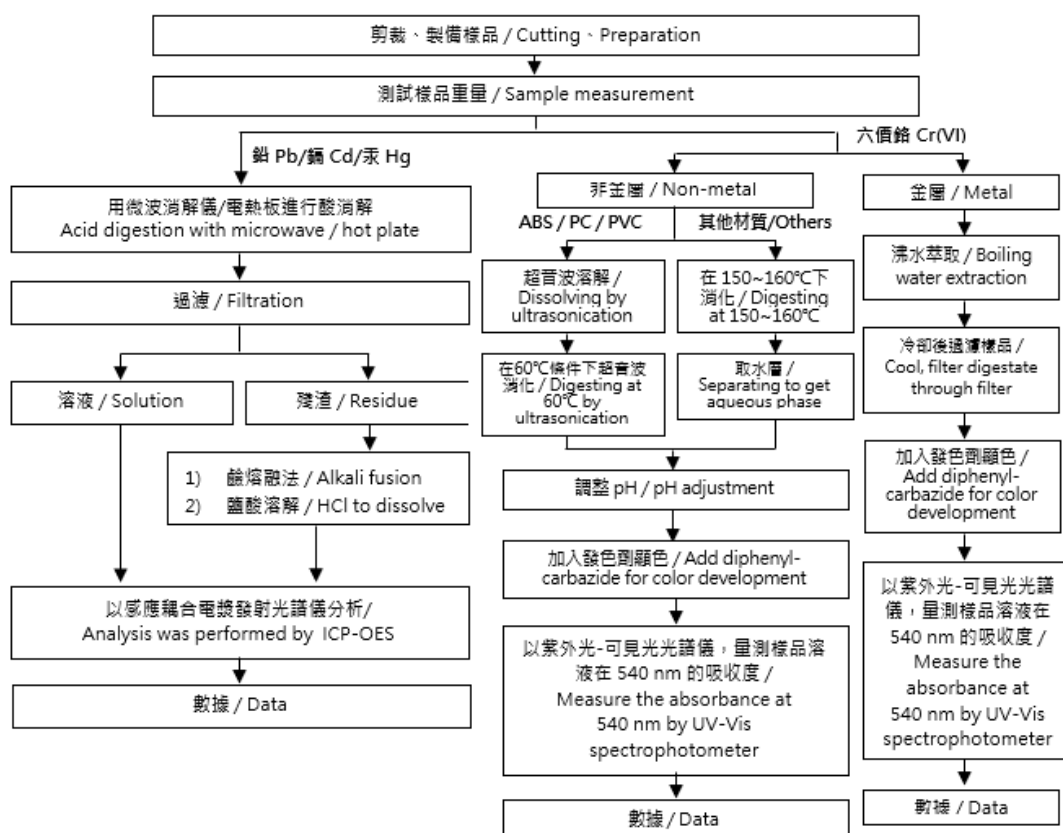 剪裁、製備樣品 / Cutting、Preparation
測試樣品重量 / Sample measurement
鉛 Pb/鎘 Cd/汞 Hg
六價鉻 Cr(VI)
用微波消解儀/電熱板進行酸消解
Acid digestion with microwave / hot plate
過濾 / Filtration
溶液 / Solution
殘渣 / Residue
1) 鹼熔融法 / Alkali fusion
2) 鹽酸溶解 / HCl to dissolve
以感應耦合電漿發射光譜儀分析/
Analysis was performed by ICP-OES
數據 / Data
非金屬 / Non-metal
ABS / PC / PVC
其他材質/Others
超音波溶解 /
Dissolving by
ultrasonication
在 150~160℃下
消化 / Digesting
at 150~160℃
在60℃條件下超音波
消化 / Digesting at
60℃ by
ultrasonication
取水層 /
Separating to get
aqueous phase
調整 pH / pH adjustment
加入發色劑顯色 / Add diphenyl-
carbazide for color development
以紫外光-可見光光譜儀，量測樣品溶
液在 540 nm 的吸收度 /
Measure the absorbance at
540 nm by UV-Vis
spectrophotometer
數據 / Data
金屬 / Metal
沸水萃取 / Boiling
water extraction
冷卻後過濾樣品 /
Cool, filter digestate
through filter
加入發色劑顯色 /
Add diphenyl-
carbazide for color
development
以紫外光-可見光光譜
儀，量測樣品溶液在
540 nm 的吸收度 /
Measure the
absorbance at
540 nm by UV-Vis
spectrophotometer
數據 / Data